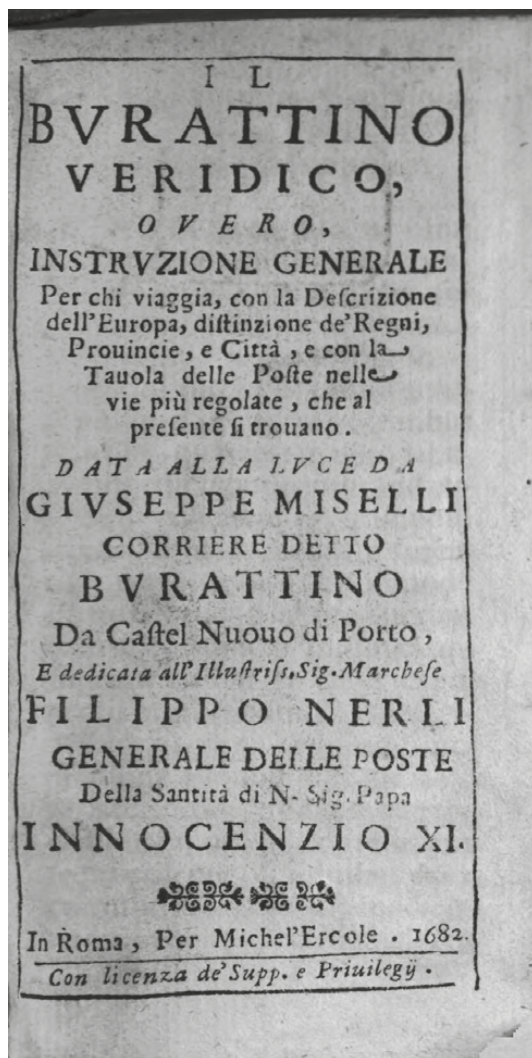 IL
BVRATTINO
VERIDICO,
OVERO,
INSTRVZIONE GENERALE
Per chi viaggia, con la Deſcrizione
dell'Europa, diſtinzione de'Regni,
Prouincie, e Città, e con la
Tauola delle Poſte nelle
vie più regolate, che al
preſente ſi trouano.
DATA ALLA LVCE DA
GIVSEPPE MISELLI
CORRIERE DETTO
BVRATTINO
Da Caſtel Nuouo di Porto,
E dedicata all'Illuſtriſs.Sig.Marcheſe
FILIPPO NERLI
GENERALE DELLE POSTE
Della Santità di N. Sig. Papa
INNOCENZIO XI.
In Roma, Per Michel'Ercole. 1682.
Con licenza de'Supp. e Priuilegij.